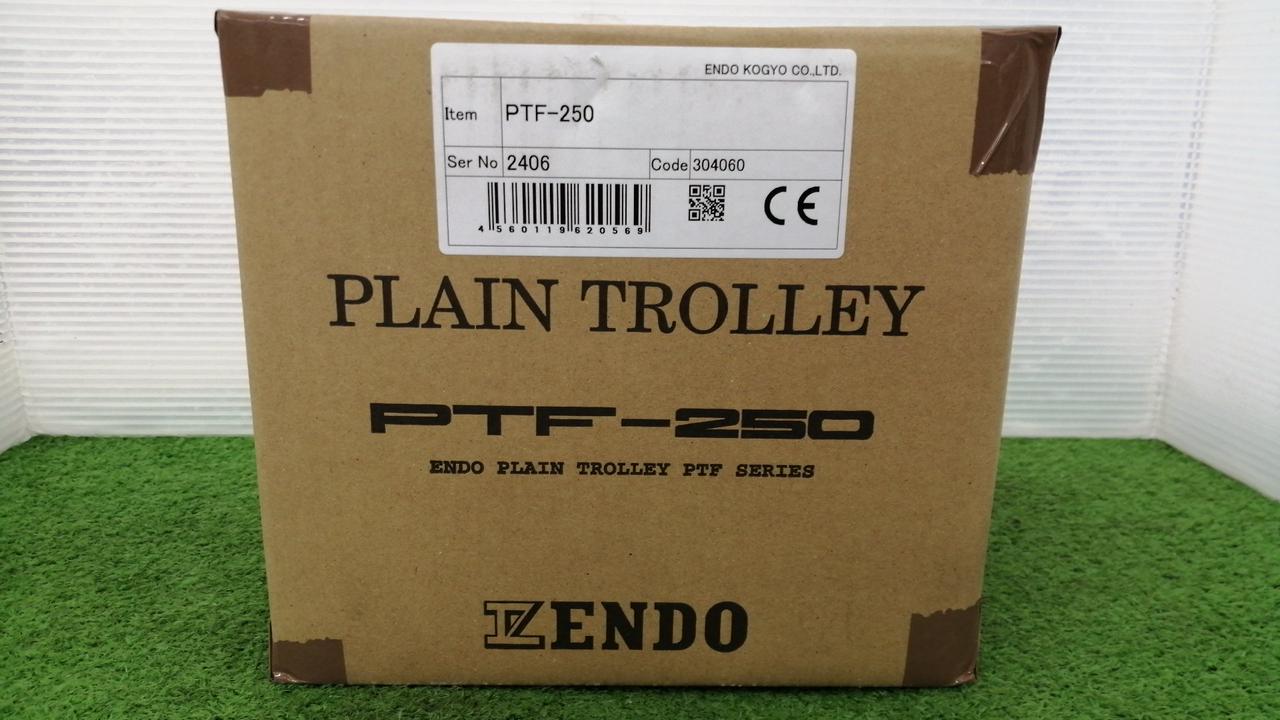 ENDO KOGYO CO.,LTD.
Item PTF-250
Ser No 2406 Code 304060
4 560119 620569
CE
PLAIN TROLLEY
PTF-250
ENDO PLAIN TROLLEY PTF SERIES
ENDO